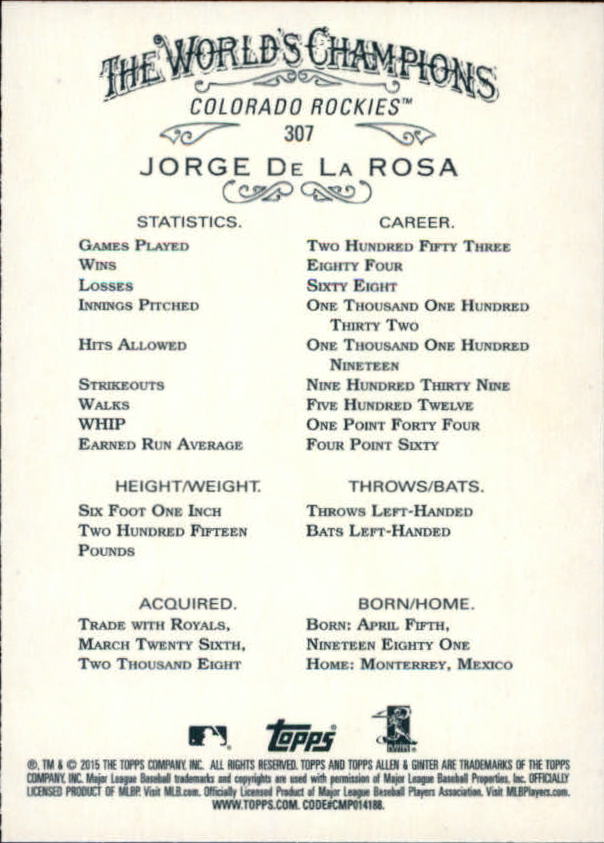 THE WORLD'S CHAMPIONS
COLORADO ROCKIES™
307
JORGE DE LA ROSA
STATISTICS. CAREER.
GAMES PLAYED TWO HUNDRED FIFTY THREE
WINS EIGHTY FOUR
LOSSES SIXTY EIGHT
INNINGS PITCHED ONE THOUSAND ONE HUNDRED
THIRTY TWO
HITS ALLOWED ONE THOUSAND ONE HUNDRED
NINETEEN
STRIKEOUTS NINE HUNDRED THIRTY NINE
WALKS FIVE HUNDRED TWELVE
WHIP ONE POINT FORTY FOUR
EARNED RUN AVERAGE FOUR POINT SIXTY
HEIGHT/WEIGHT. THROWS/BATS.
SIX FOOT ONE INCH THROWS LEFT-HANDED
TWO HUNDRED FIFTEEN BATS LEFT-HANDED
POUNDS
ACQUIRED. BORN/HOME.
TRADE WITH ROYALS, BORN: APRIL FIFTH,
MARCH TWENTY SIXTH, NINETEEN EIGHTY ONE
TWO THOUSAND EIGHT HOME: MONTERREY, MEXICO
Topps
®, TM & © 2015 THE TOPPS COMPANY, INC. ALL RIGHTS RESERVED. TOPPS AND TOPPS ALLEN & GINTER ARE TRADEMARKS OF THE TOPPS
COMPANY, INC. Major League Baseball trademarks and copyrights are used with permission of Major League Baseball Properties, Inc. OFFICIALLY
LICENSED PRODUCT OF MLBP. Visit MLB.com. Officially Licensed Product of Major League Baseball Players Association. Visit MLBPlayers.com.
WWW.TOPPS.COM. CODE#CMP014188.